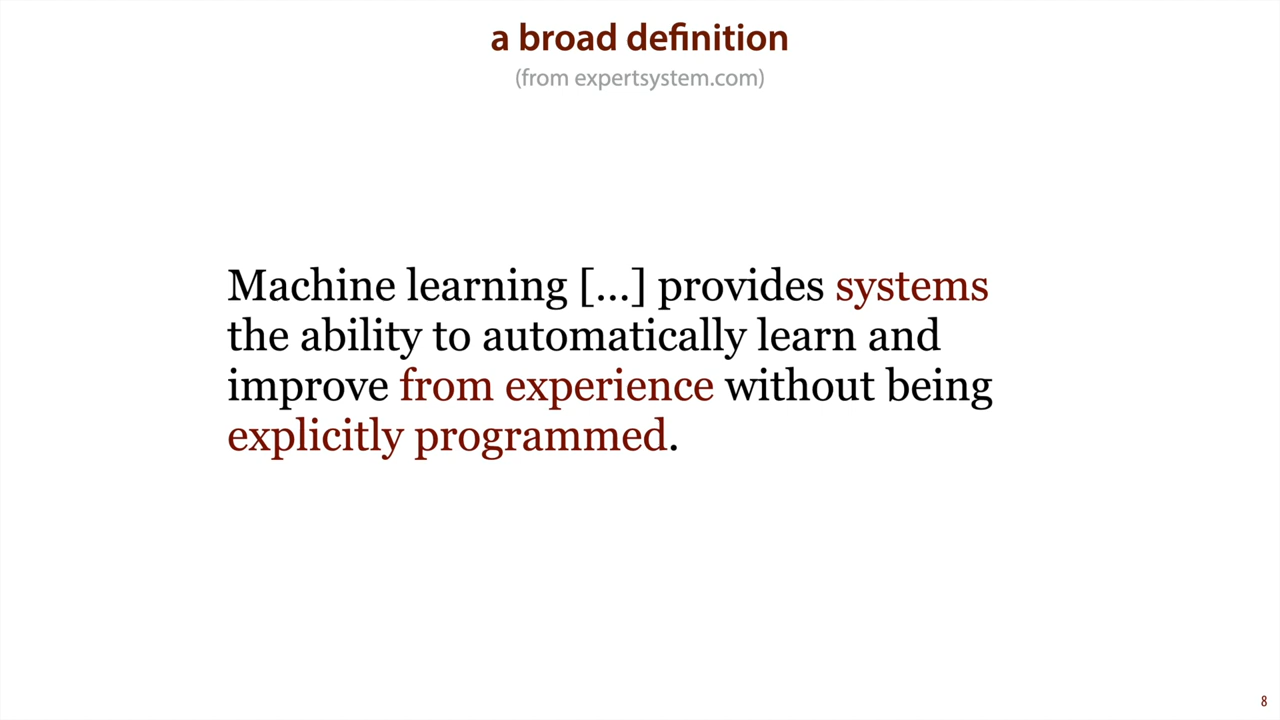 a broad definition
(from expertsystem.com)
Machine learning [...] provides systems
the ability to automatically learn and
improve from experience without being
explicitly programmed.
8